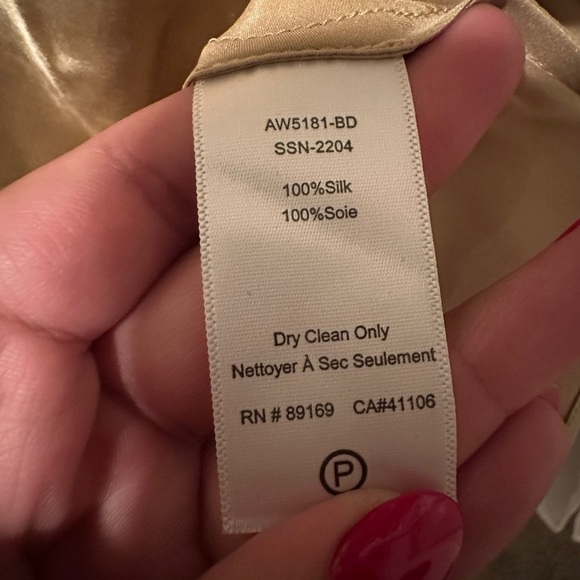 AW5181-BD
SSN-2204
100%Silk
100%Soie
Dry Clean Only
Nettoyer À Sec Seulement
RN # 89169 CA#41106
P